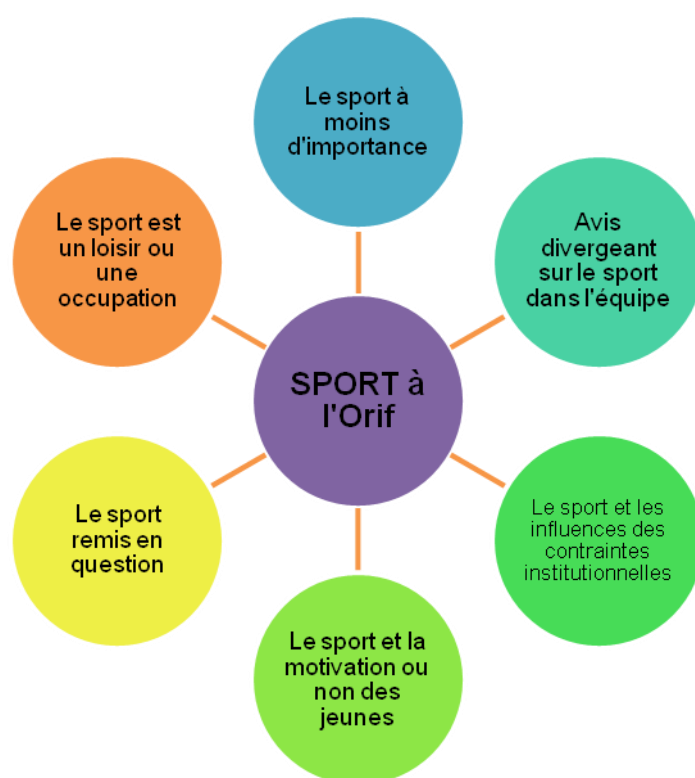 Le sport à
moins
d'importance
Avis
divergeant
sur le sport
dans l'équipe
Le sport et les
influences des
contraintes
institutionnelles
Le sport et la
motivation ou
non des
jeunes
Le sport
remis en
question
Le sport est
un loisir ou
une
occupation
SPORT à
l'Orif